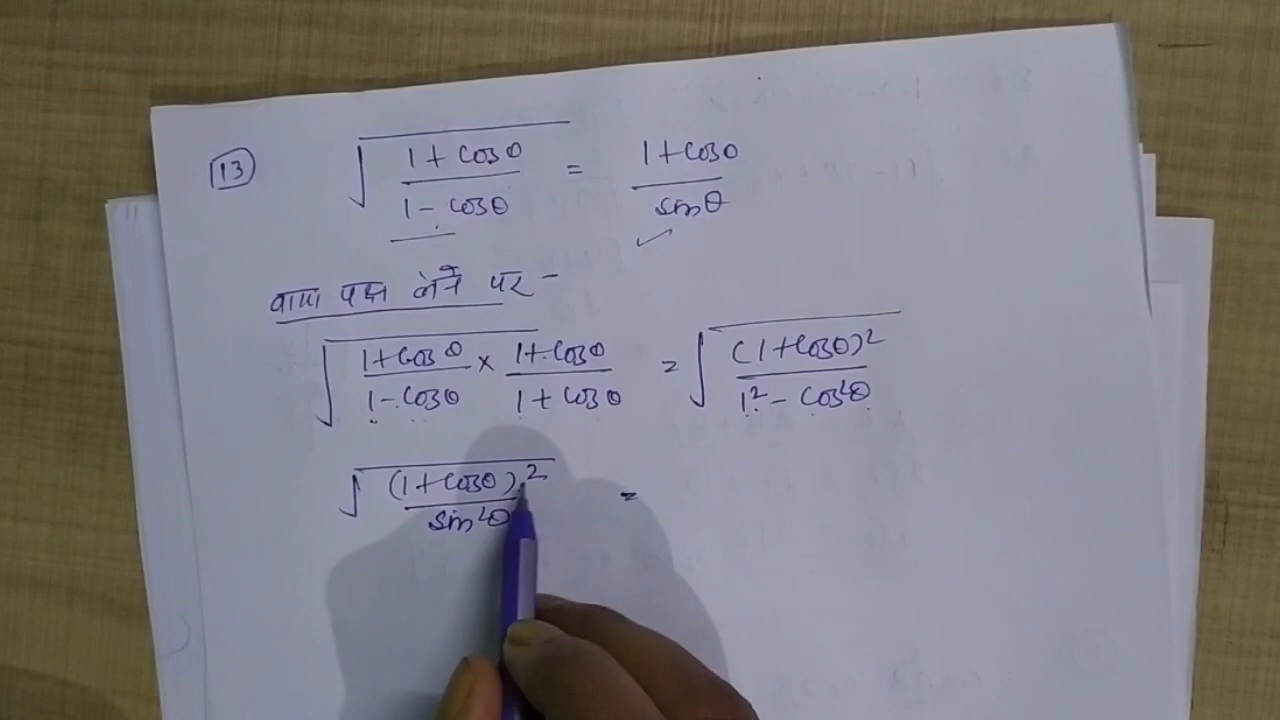 13 √((1 + cosθ)/(1 - cosθ)) = (1 + cosθ)/sinθ ✓
वाया पक्ष लेने पर -
√((1 + cosθ)/(1 - cosθ) × (1 + cosθ)/(1 + cosθ)) = √((1 + cosθ)²/(1² - cos²θ))
√((1 + cosθ)²/sin²θ) =